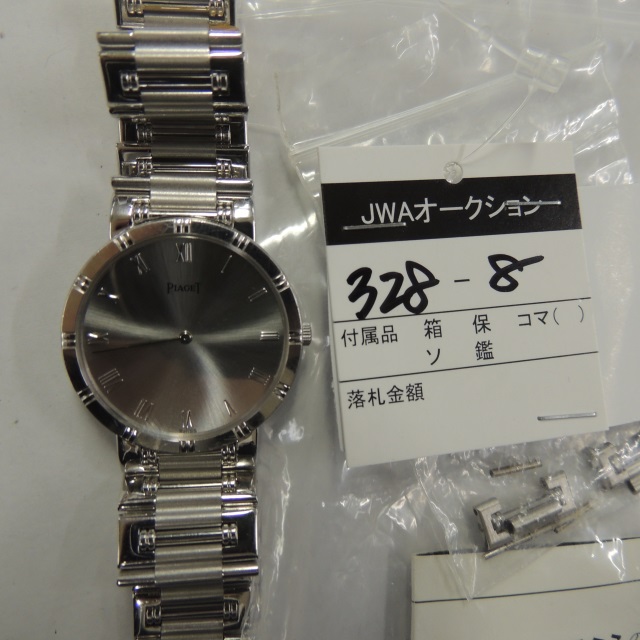 PIAGET
JWAオークション
328-8
付属品 箱 保 コマ( )
ソ 鑑
落札金額